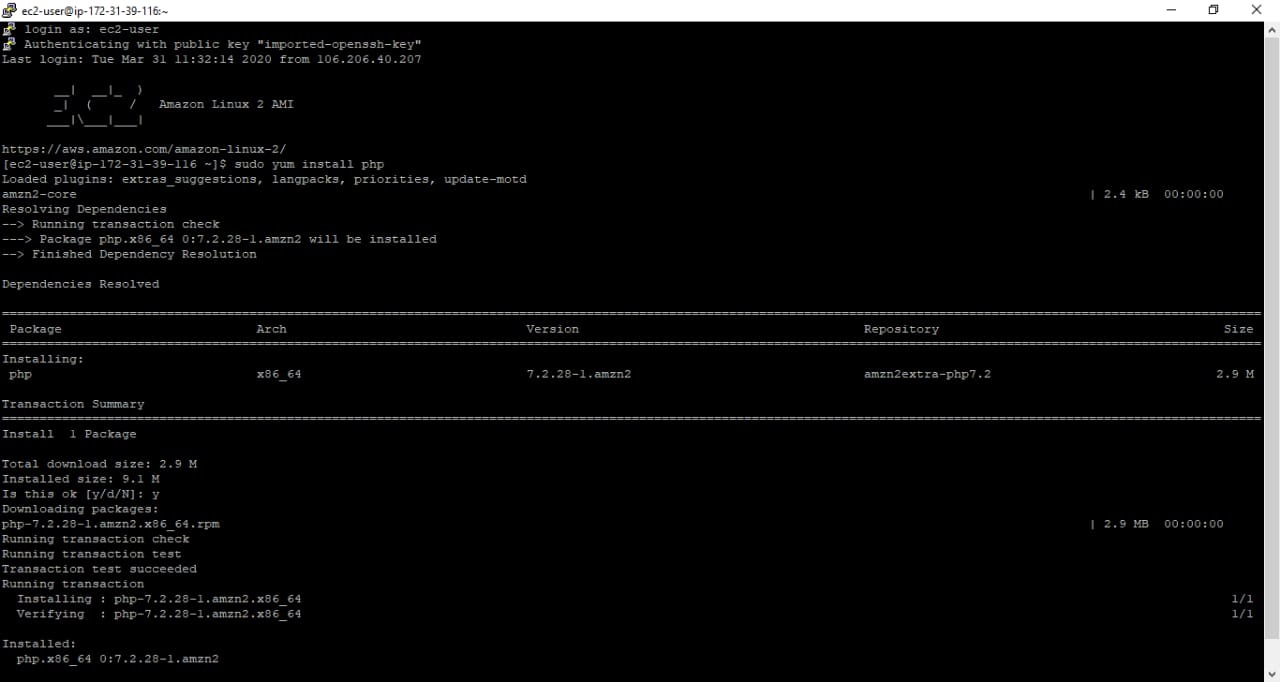 ec2-user@ip-172-31-39-116:~
login as: ec2-user
Authenticating with public key "imported-openssh-key"
Last login: Tue Mar 31 11:32:14 2020 from 106.206.40.207
__|  __|_  )
_|  (     /   Amazon Linux 2 AMI
___|\___|___|
https://aws.amazon.com/amazon-linux-2/
[ec2-user@ip-172-31-39-116 ~]$ sudo yum install php
Loaded plugins: extras_suggestions, langpacks, priorities, update-motd
amzn2-core | 2.4 kB 00:00:00
Resolving Dependencies
--> Running transaction check
---> Package php.x86_64 0:7.2.28-1.amzn2 will be installed
--> Finished Dependency Resolution
Dependencies Resolved
Package Arch Version Repository Size
Installing:
php x86_64 7.2.28-1.amzn2 amzn2extra-php7.2 2.9 M
Transaction Summary
Install  1 Package
Total download size: 2.9 M
Installed size: 9.1 M
Is this ok [y/d/N]: y
Downloading packages:
php-7.2.28-1.amzn2.x86_64.rpm | 2.9 MB 00:00:00
Running transaction check
Running transaction test
Transaction test succeeded
Running transaction
Installing : php-7.2.28-1.amzn2.x86_64 1/1
Verifying  : php-7.2.28-1.amzn2.x86_64 1/1
Installed:
php.x86_64 0:7.2.28-1.amzn2